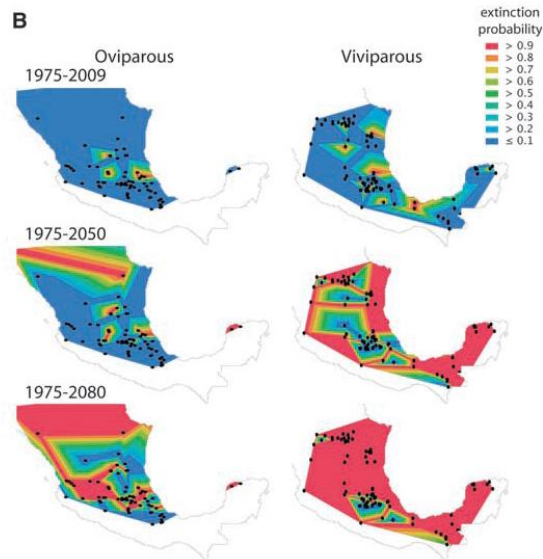 B
extinction
probability
> 0.9
> 0.8
> 0.7
> 0.6
> 0.5
> 0.4
> 0.3
> 0.2
≤ 0.1
Oviparous
Viviparous
1975-2009
1975-2050
1975-2080